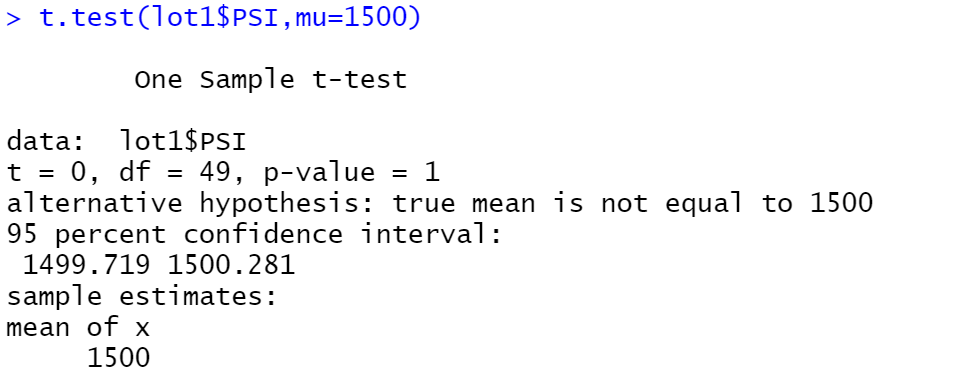 > t.test(lot1$PSI,mu=1500)
One Sample t-test
data:  lot1$PSI
t = 0, df = 49, p-value = 1
alternative hypothesis: true mean is not equal to 1500
95 percent confidence interval:
1499.719 1500.281
sample estimates:
mean of x
1500